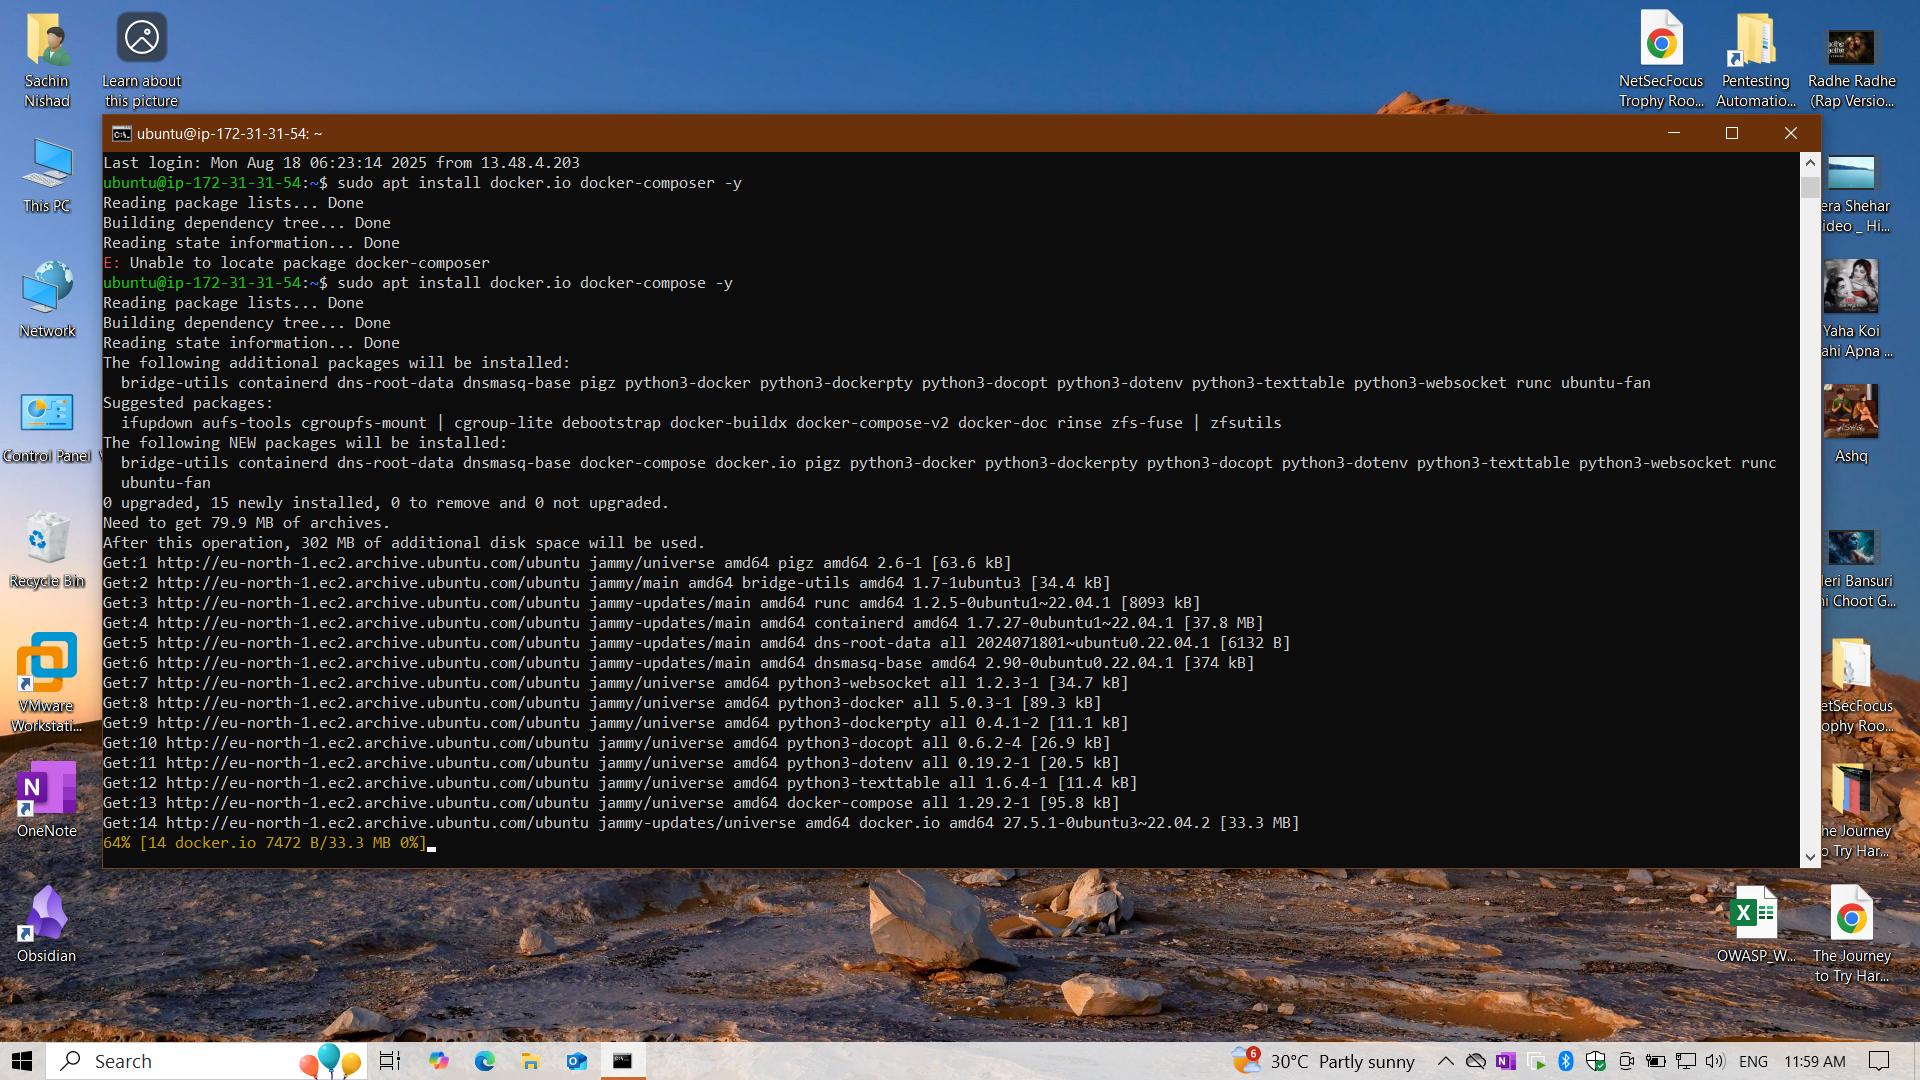 Sachin
Nishad
Learn about
this picture
NetSecFocus
Trophy Roo...
Pentesting
Automatio...
Radhe Radhe
(Rap Versio...
ubuntu@ip-172-31-31-54: ~
Last login: Mon Aug 18 06:23:14 2025 from 13.48.4.203
ubuntu@ip-172-31-31-54:~$ sudo apt install docker.io docker-composer -y
Reading package lists... Done
Building dependency tree... Done
Reading state information... Done
E: Unable to locate package docker-composer
ubuntu@ip-172-31-31-54:~$ sudo apt install docker.io docker-compose -y
Reading package lists... Done
Building dependency tree... Done
Reading state information... Done
The following additional packages will be installed:
  bridge-utils containerd dns-root-data dnsmasq-base pigz python3-docker python3-dockerpty python3-docopt python3-dotenv python3-texttable python3-websocket runc ubuntu-fan
Suggested packages:
  ifupdown aufs-tools cgroupfs-mount | cgroup-lite debootstrap docker-buildx docker-compose-v2 docker-doc rinse zfs-fuse | zfsutils
The following NEW packages will be installed:
  bridge-utils containerd dns-root-data dnsmasq-base docker-compose docker.io pigz python3-docker python3-dockerpty python3-docopt python3-dotenv python3-texttable python3-websocket runc
  ubuntu-fan
0 upgraded, 15 newly installed, 0 to remove and 0 not upgraded.
Need to get 79.9 MB of archives.
After this operation, 302 MB of additional disk space will be used.
Get:1 http://eu-north-1.ec2.archive.ubuntu.com/ubuntu jammy/universe amd64 pigz amd64 2.6-1 [63.6 kB]
Get:2 http://eu-north-1.ec2.archive.ubuntu.com/ubuntu jammy/main amd64 bridge-utils amd64 1.7-1ubuntu3 [34.4 kB]
Get:3 http://eu-north-1.ec2.archive.ubuntu.com/ubuntu jammy-updates/main amd64 runc amd64 1.2.5-0ubuntu1~22.04.1 [8093 kB]
Get:4 http://eu-north-1.ec2.archive.ubuntu.com/ubuntu jammy-updates/main amd64 containerd amd64 1.7.27-0ubuntu1~22.04.1 [37.8 MB]
Get:5 http://eu-north-1.ec2.archive.ubuntu.com/ubuntu jammy-updates/main amd64 dns-root-data all 2024071801~ubuntu0.22.04.1 [6132 B]
Get:6 http://eu-north-1.ec2.archive.ubuntu.com/ubuntu jammy-updates/main amd64 dnsmasq-base amd64 2.90-0ubuntu0.22.04.1 [374 kB]
Get:7 http://eu-north-1.ec2.archive.ubuntu.com/ubuntu jammy/universe amd64 python3-websocket all 1.2.3-1 [34.7 kB]
Get:8 http://eu-north-1.ec2.archive.ubuntu.com/ubuntu jammy/universe amd64 python3-docker all 5.0.3-1 [89.3 kB]
Get:9 http://eu-north-1.ec2.archive.ubuntu.com/ubuntu jammy/universe amd64 python3-dockerpty all 0.4.1-2 [11.1 kB]
Get:10 http://eu-north-1.ec2.archive.ubuntu.com/ubuntu jammy/universe amd64 python3-docopt all 0.6.2-4 [26.9 kB]
Get:11 http://eu-north-1.ec2.archive.ubuntu.com/ubuntu jammy/universe amd64 python3-dotenv all 0.19.2-1 [20.5 kB]
Get:12 http://eu-north-1.ec2.archive.ubuntu.com/ubuntu jammy/universe amd64 python3-texttable all 1.6.4-1 [11.4 kB]
Get:13 http://eu-north-1.ec2.archive.ubuntu.com/ubuntu jammy/universe amd64 docker-compose all 1.29.2-1 [95.8 kB]
Get:14 http://eu-north-1.ec2.archive.ubuntu.com/ubuntu jammy-updates/universe amd64 docker.io amd64 27.5.1-0ubuntu3~22.04.2 [33.3 MB]
64% [14 docker.io 7472 B/33.3 MB 0%]
This PC
Network
Control Panel
Recycle Bin
VMware
Workstati...
OneNote
Obsidian
era Shehar
ideo _ Hi...
Yaha Koi
ahi Apna ...
Ashq
eri Bansuri
i Choot G...
etSecFocus
ophy Roo...
he Journey
o Try Har...
OWASP_W...
The Journey
to Try Har...
Search
6
30°C Partly sunny
ENG
11:59 AM